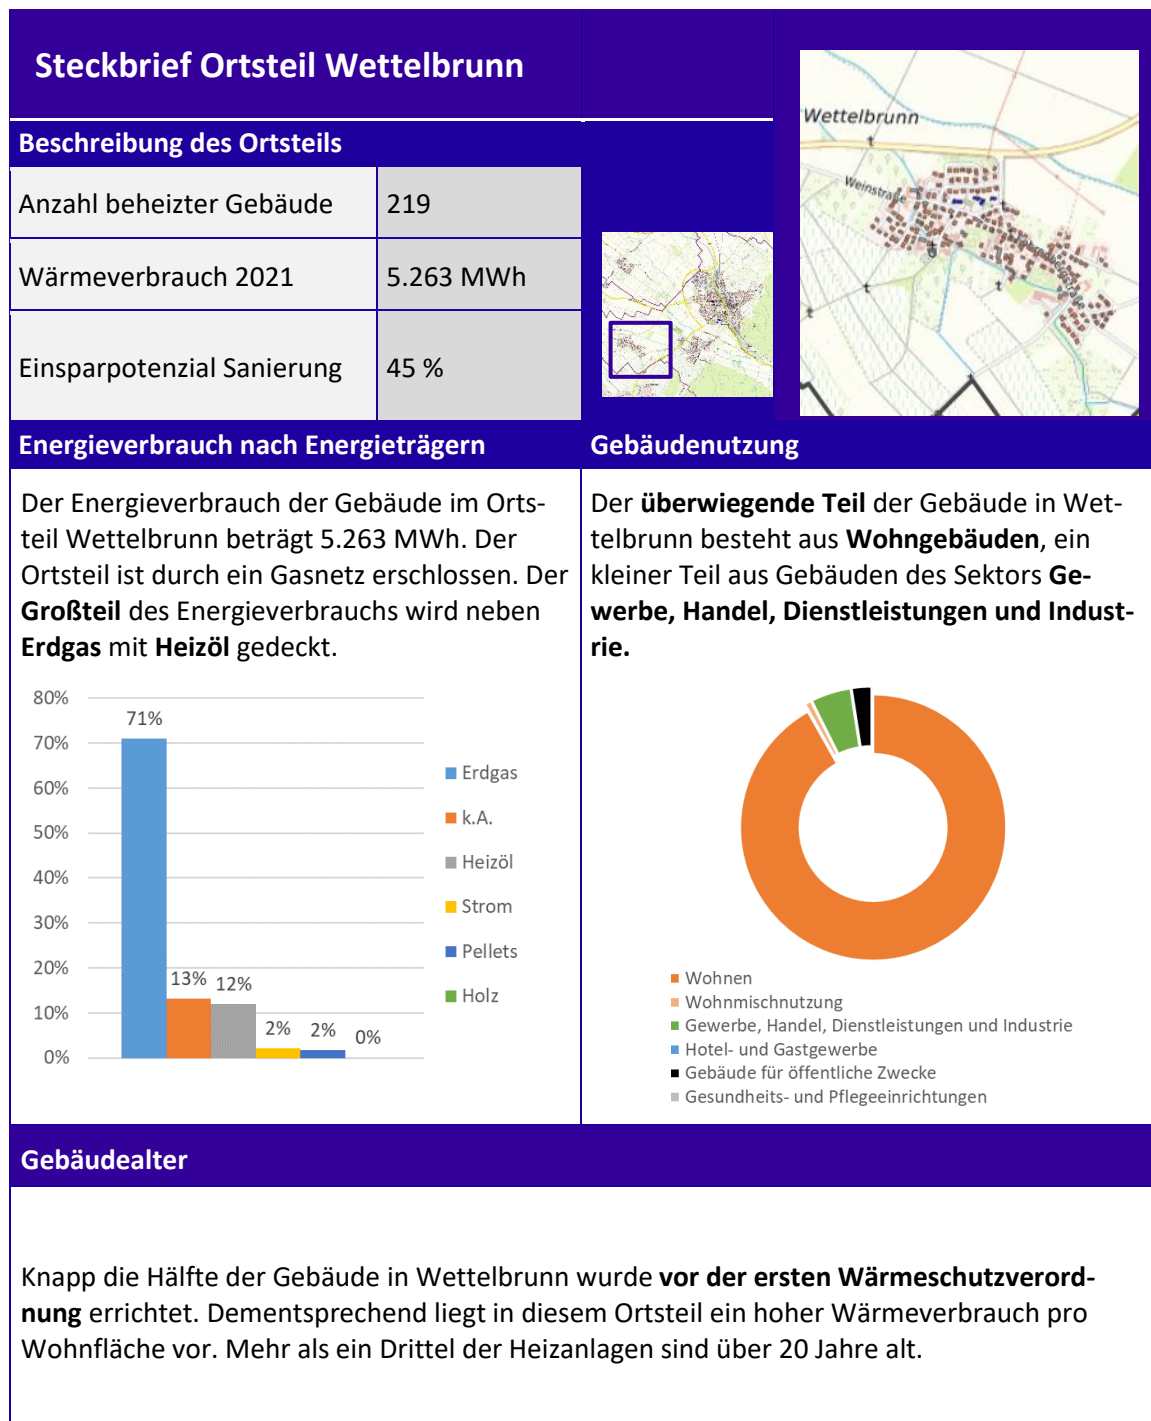 Steckbrief Ortsteil Wettelbrunn
Beschreibung des Ortsteils
Anzahl beheizter Gebäude 219
Wärmeverbrauch 2021 5.263 MWh
Einsparpotenzial Sanierung 45 %
Wettelbrunn
Weinstraße
Energieverbrauch nach Energieträgern
Der Energieverbrauch der Gebäude im Orts-
teil Wettelbrunn beträgt 5.263 MWh. Der
Ortsteil ist durch ein Gasnetz erschlossen. Der
Großteil des Energieverbrauchs wird neben
Erdgas mit Heizöl gedeckt.
80%
70%
60%
50%
40%
30%
20%
10%
0%
71%
13%
12%
2%
2%
0%
Erdgas
k.A.
Heizöl
Strom
Pellets
Holz
Gebäudenutzung
Der überwiegende Teil der Gebäude in Wet-
telbrunn besteht aus Wohngebäuden, ein
kleiner Teil aus Gebäuden des Sektors Ge-
werbe, Handel, Dienstleistungen und Indust-
rie.
Wohnen
Wohnmischnutzung
Gewerbe, Handel, Dienstleistungen und Industrie
Hotel- und Gastgewerbe
Gebäude für öffentliche Zwecke
Gesundheits- und Pflegeeinrichtungen
Gebäudealter
Knapp die Hälfte der Gebäude in Wettelbrunn wurde vor der ersten Wärmeschutzverord-
nung errichtet. Dementsprechend liegt in diesem Ortsteil ein hoher Wärmeverbrauch pro
Wohnfläche vor. Mehr als ein Drittel der Heizanlagen sind über 20 Jahre alt.